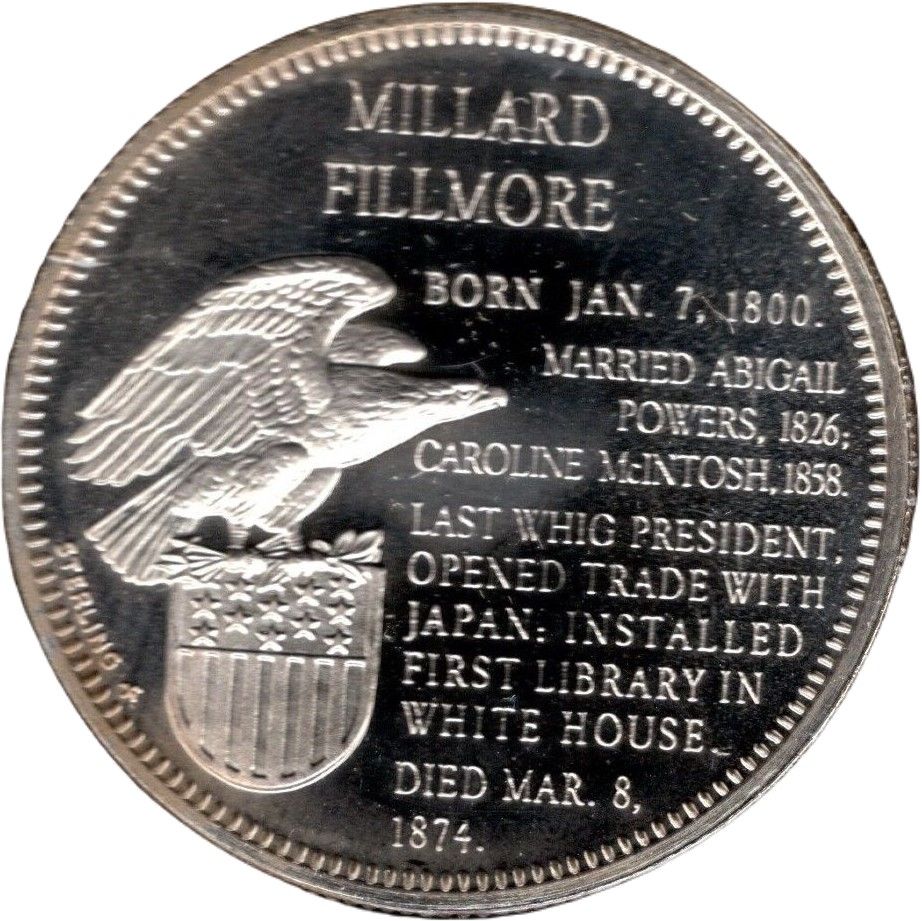 MILLARD
FILLMORE
BORN JAN. 7, 1800.
MARRIED ABIGAIL
POWERS, 1826;
CAROLINE McINTOSH, 1858.
LAST WHIG PRESIDENT,
OPENED TRADE WITH
JAPAN: INSTALLED
FIRST LIBRARY IN
WHITE HOUSE.
DIED MAR. 8,
1874.
STERLING